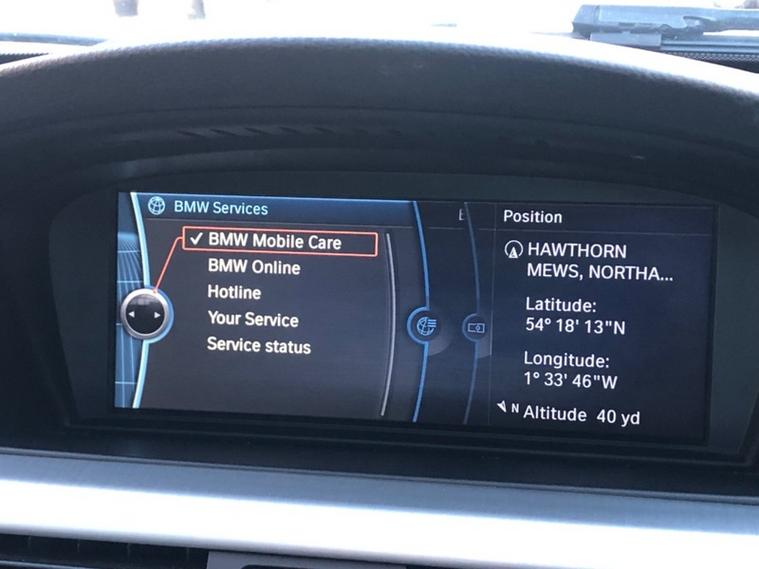 BMW Services
✓ BMW Mobile Care
BMW Online
Hotline
Your Service
Service status
Position
HAWTHORN
MEWS, NORTHA...
Latitude:
54° 18' 13"N
Longitude:
1° 33' 46"W
N Altitude 40 yd